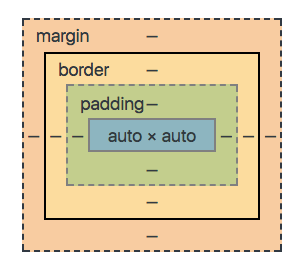 margin –
border –
padding –
– – – auto × auto – – –
–
–
–